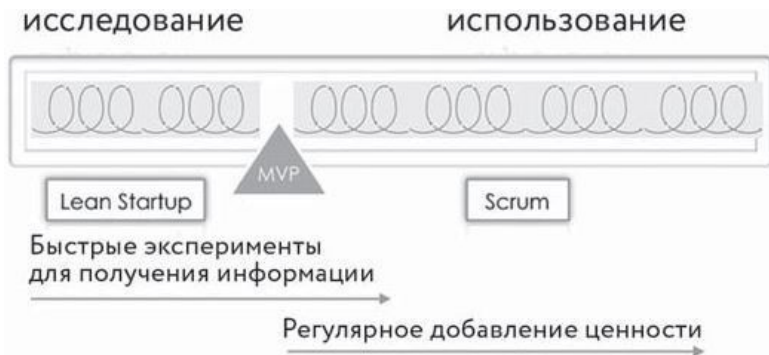 исследование
использование
MVP
Lean Startup
Scrum
Быстрые эксперименты
для получения информации
Регулярное добавление ценности